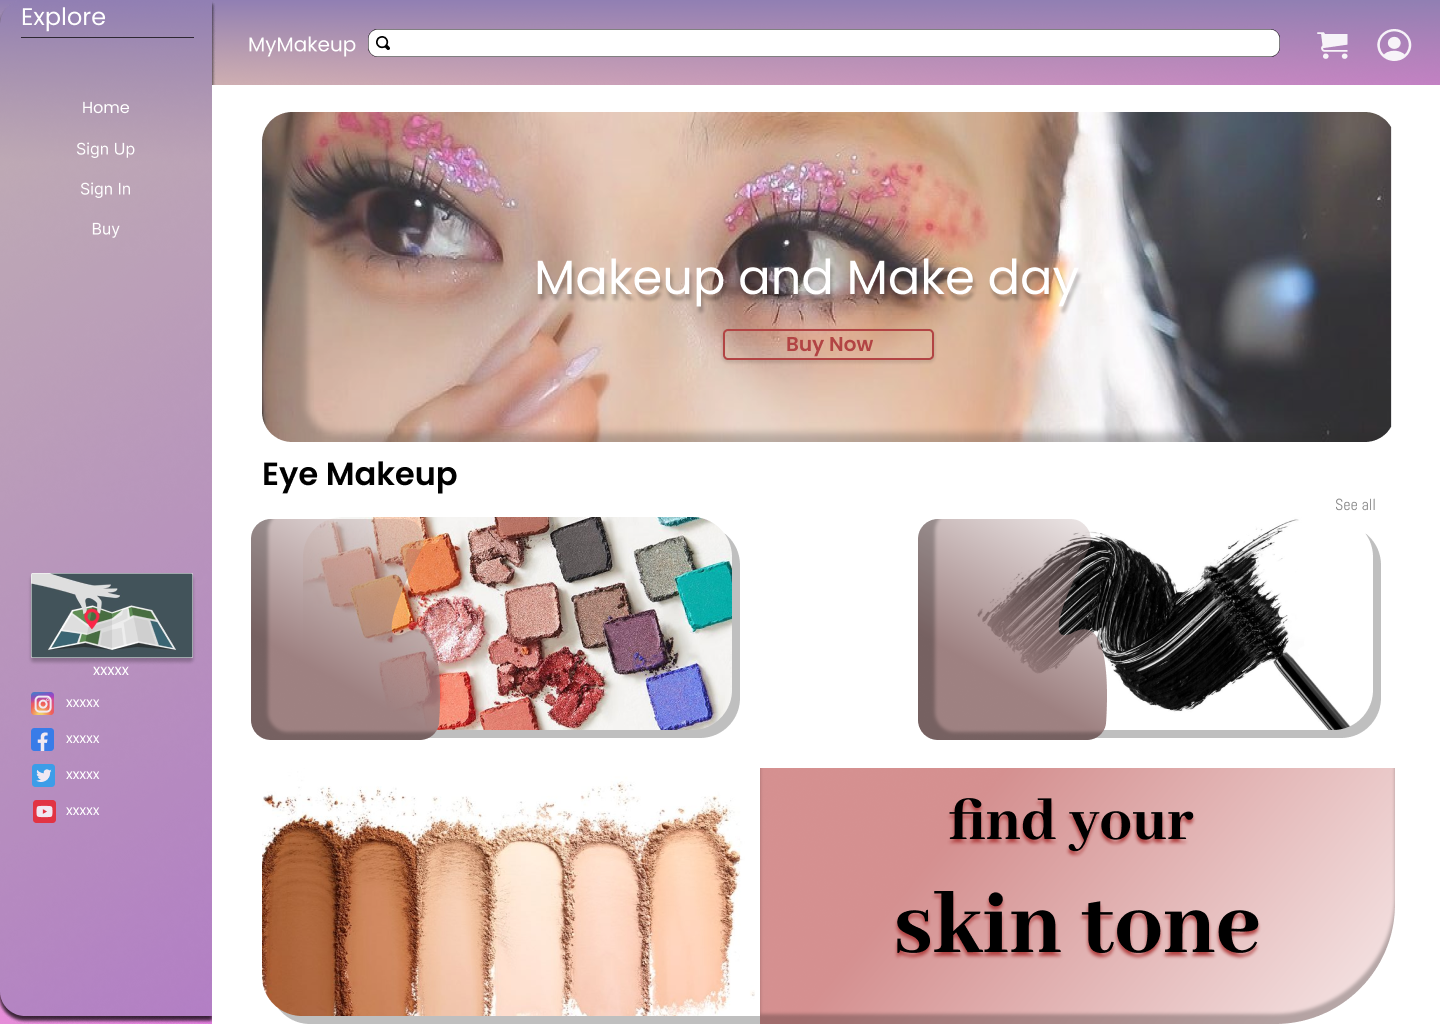 Explore
MyMakeup
Home
Sign Up
Sign In
Buy
Makeup and Make day
Buy Now
Eye Makeup
See all
xxxxx
xxxxx
xxxxx
xxxxx
xxxxx
find your
skin tone